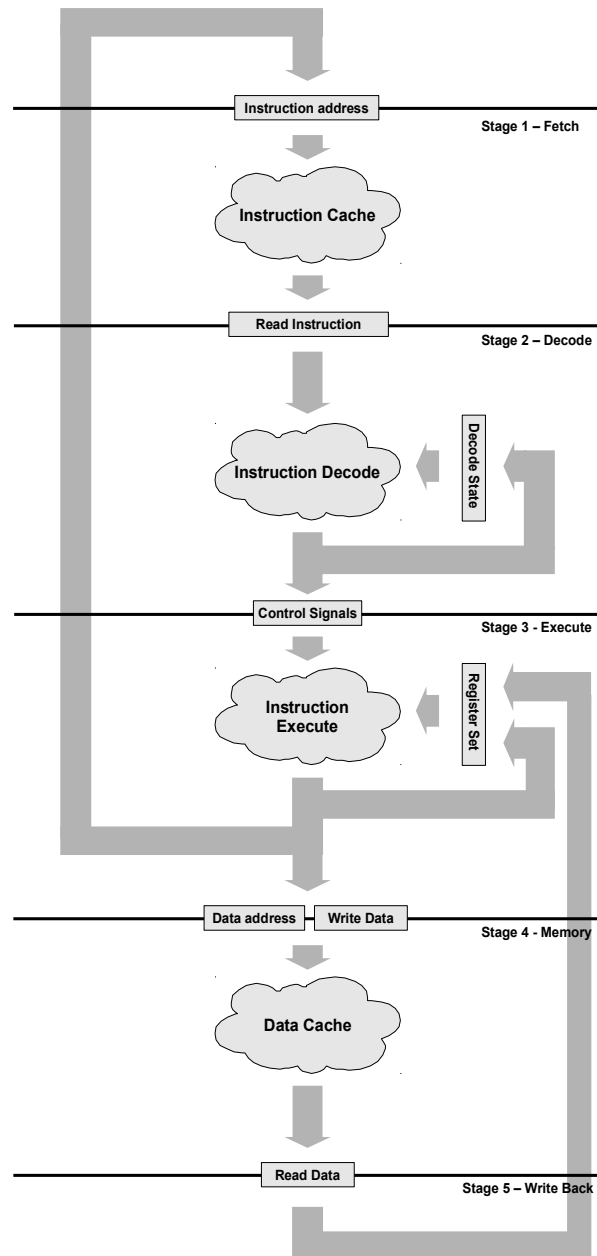 Instruction address
Stage 1 – Fetch
Instruction Cache
Read Instruction
Stage 2 – Decode
Instruction Decode
Decode State
Control Signals
Stage 3 - Execute
Instruction
Execute
Register Set
Data address
Write Data
Stage 4 - Memory
Data Cache
Read Data
Stage 5 – Write Back